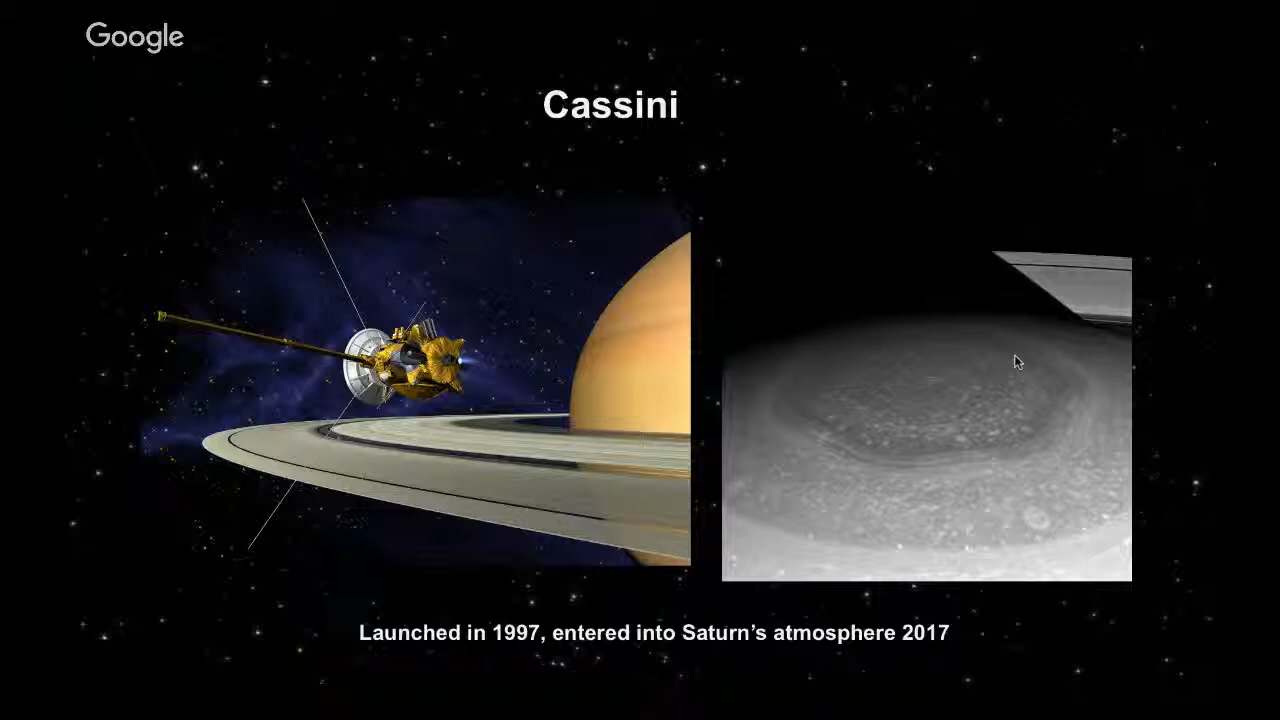 Google
Cassini
Launched in 1997, entered into Saturn’s atmosphere 2017